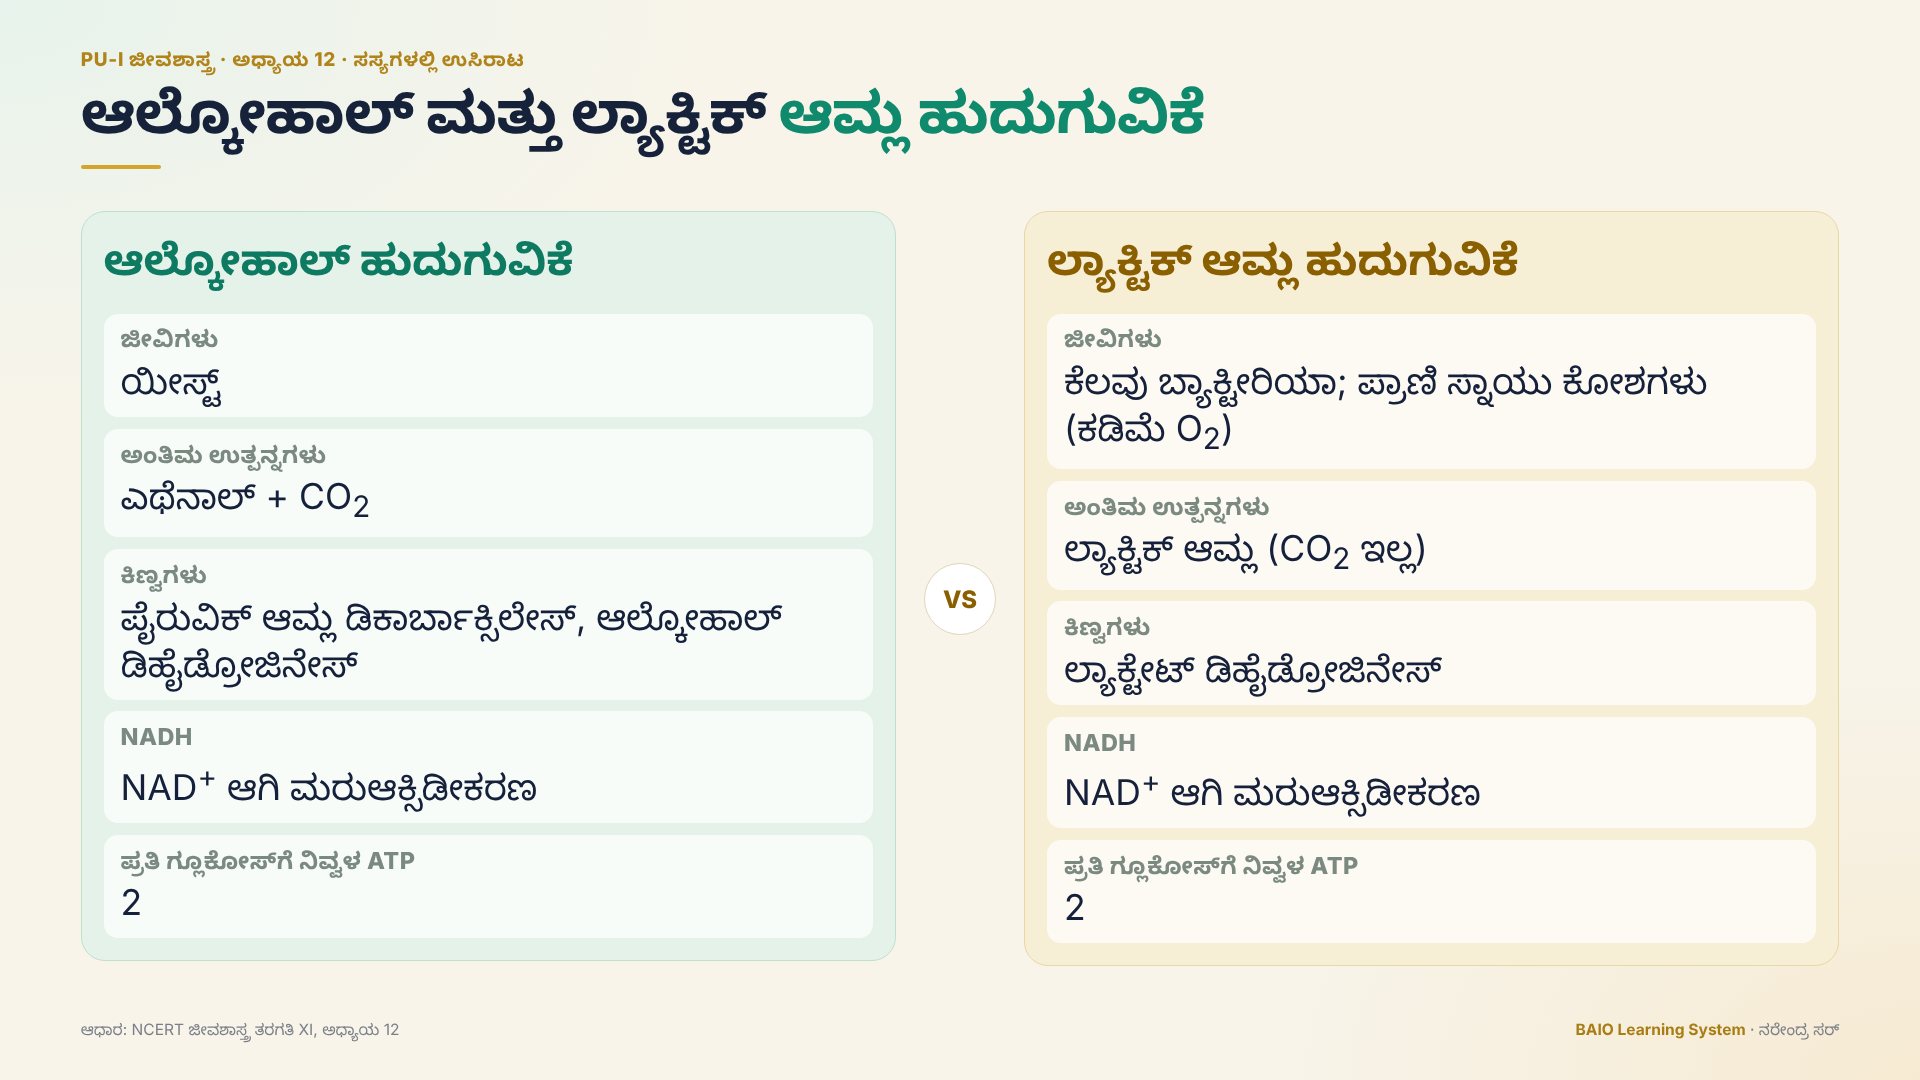 PU-I ಜೀವಶಾಸ್ತ್ರ · ಅಧ್ಯಾಯ 12 · ಸಸ್ಯಗಳಲ್ಲಿ ಉಸಿರಾಟ
ಆಲ್ಕೋಹಾಲ್ ಮತ್ತು ಲ್ಯಾಕ್ಟಿಕ್ ಆಮ್ಲ ಹುದುಗುವಿಕೆ
ಆಲ್ಕೋಹಾಲ್ ಹುದುಗುವಿಕೆ
ಜೀವಿಗಳು
ಯೀಸ್ಟ್
ಅಂತಿಮ ಉತ್ಪನ್ನಗಳು
ಎಥೆನಾಲ್ + CO₂
ಕಿಣ್ವಗಳು
ಪೈರುವಿಕ್ ಆಮ್ಲ ಡಿಕಾರ್ಬಾಕ್ಸಿಲೇಸ್, ಆಲ್ಕೋಹಾಲ್
ಡಿಹೈಡ್ರೋಜಿನೇಸ್
NADH
NAD⁺ ಆಗಿ ಮರುಆಕ್ಸಿಡೀಕರಣ
ಪ್ರತಿ ಗ್ಲೂಕೋಸ್‌ಗೆ ನಿವ್ವಳ ATP
2
VS
ಲ್ಯಾಕ್ಟಿಕ್ ಆಮ್ಲ ಹುದುಗುವಿಕೆ
ಜೀವಿಗಳು
ಕೆಲವು ಬ್ಯಾಕ್ಟೀರಿಯಾ; ಪ್ರಾಣಿ ಸ್ನಾಯು ಕೋಶಗಳು
(ಕಡಿಮೆ O₂)
ಅಂತಿಮ ಉತ್ಪನ್ನಗಳು
ಲ್ಯಾಕ್ಟಿಕ್ ಆಮ್ಲ (CO₂ ಇಲ್ಲ)
ಕಿಣ್ವಗಳು
ಲ್ಯಾಕ್ಟೇಟ್ ಡಿಹೈಡ್ರೋಜಿನೇಸ್
NADH
NAD⁺ ಆಗಿ ಮರುಆಕ್ಸಿಡೀಕರಣ
ಪ್ರತಿ ಗ್ಲೂಕೋಸ್‌ಗೆ ನಿವ್ವಳ ATP
2
ಆಧಾರ: NCERT ಜೀವಶಾಸ್ತ್ರ ತರಗತಿ XI, ಅಧ್ಯಾಯ 12
BAIO Learning System · ನರೇಂದ್ರ ಸರ್